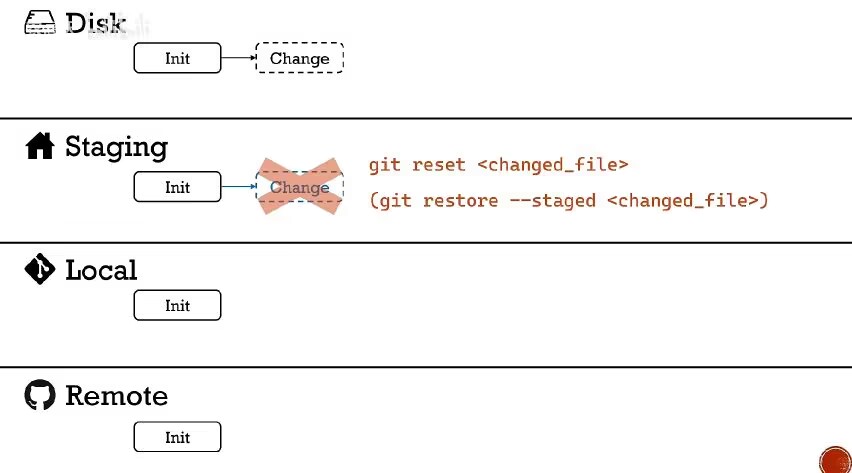 Disk
Init
Change
Staging
Init
Change
git reset <changed_file>
(git restore --staged <changed_file>)
Local
Init
Remote
Init